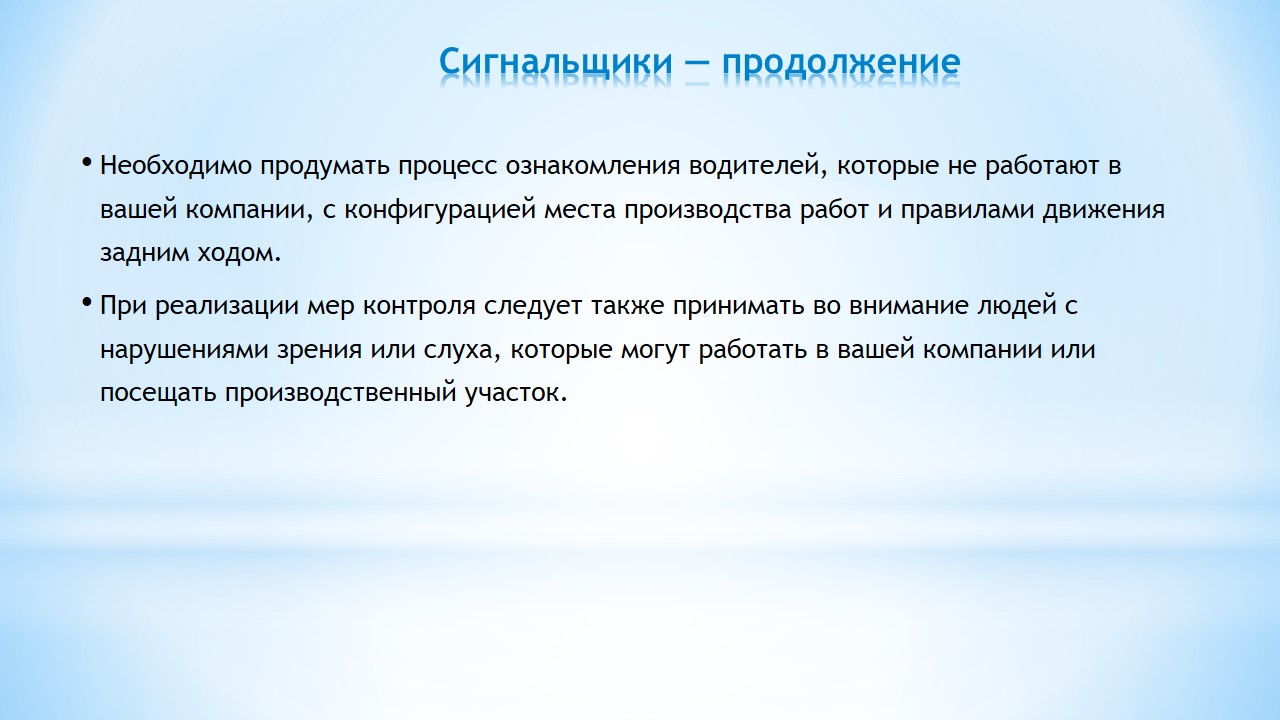 Сигнальщики — продолжение
• Необходимо продумать процесс ознакомления водителей, которые не работают в
вашей компании, с конфигурацией места производства работ и правилами движения
задним ходом.
• При реализации мер контроля следует также принимать во внимание людей с
нарушениями зрения или слуха, которые могут работать в вашей компании или
посещать производственный участок.